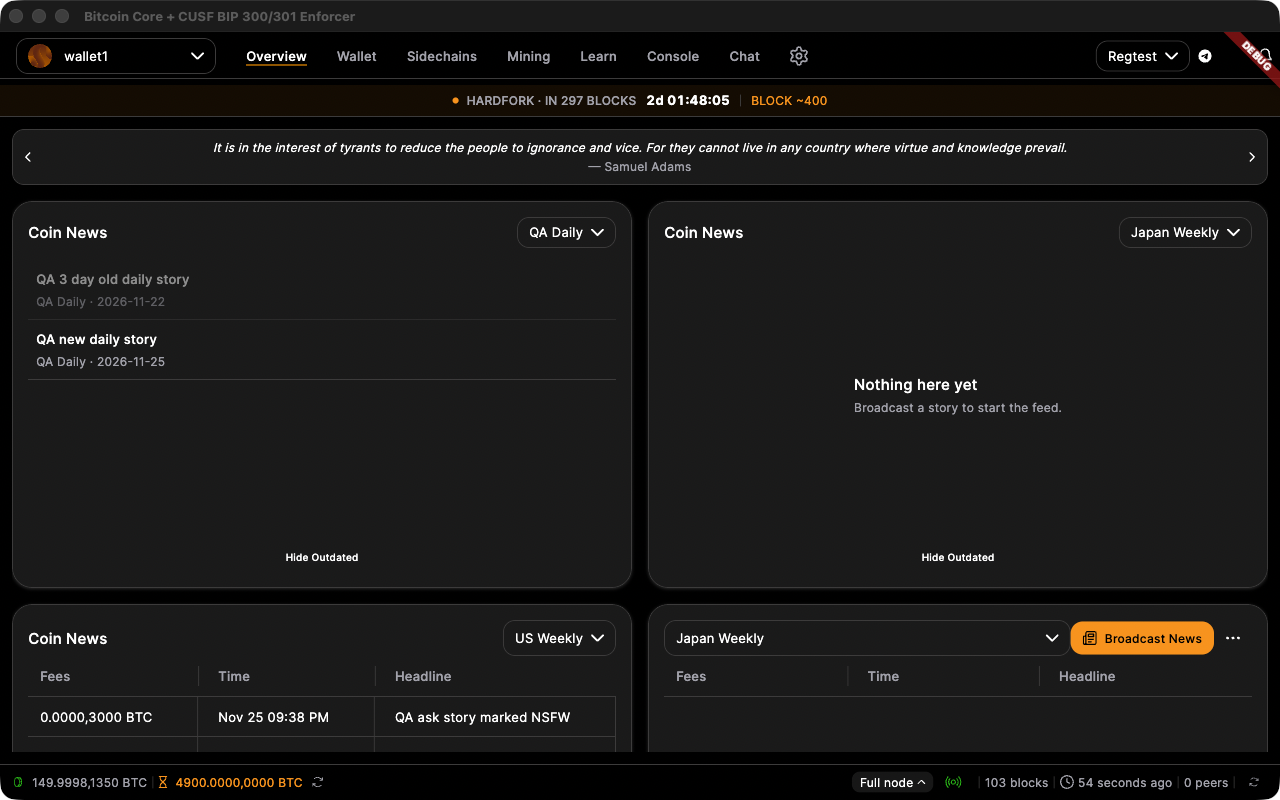 Bitcoin Core + CUSF BIP 300/301 Enforcer
wallet1
Overview
Wallet
Sidechains
Mining
Learn
Console
Chat
Regtest
DEBUG
HARDFORK · IN 297 BLOCKS 2d 01:48:05 BLOCK ~400
It is in the interest of tyrants to reduce the people to ignorance and vice. For they cannot live in any country where virtue and knowledge prevail.
— Samuel Adams
Coin News
QA Daily
QA 3 day old daily story
QA Daily · 2026-11-22
QA new daily story
QA Daily · 2026-11-25
Hide Outdated
Coin News
Japan Weekly
Nothing here yet
Broadcast a story to start the feed.
Hide Outdated
Coin News
US Weekly
Fees Time Headline
0.0000,3000 BTC Nov 25 09:38 PM QA ask story marked NSFW
Japan Weekly
Broadcast News
Fees Time Headline
149.9998,1350 BTC 4900.0000,0000 BTC
Full node 103 blocks 54 seconds ago 0 peers